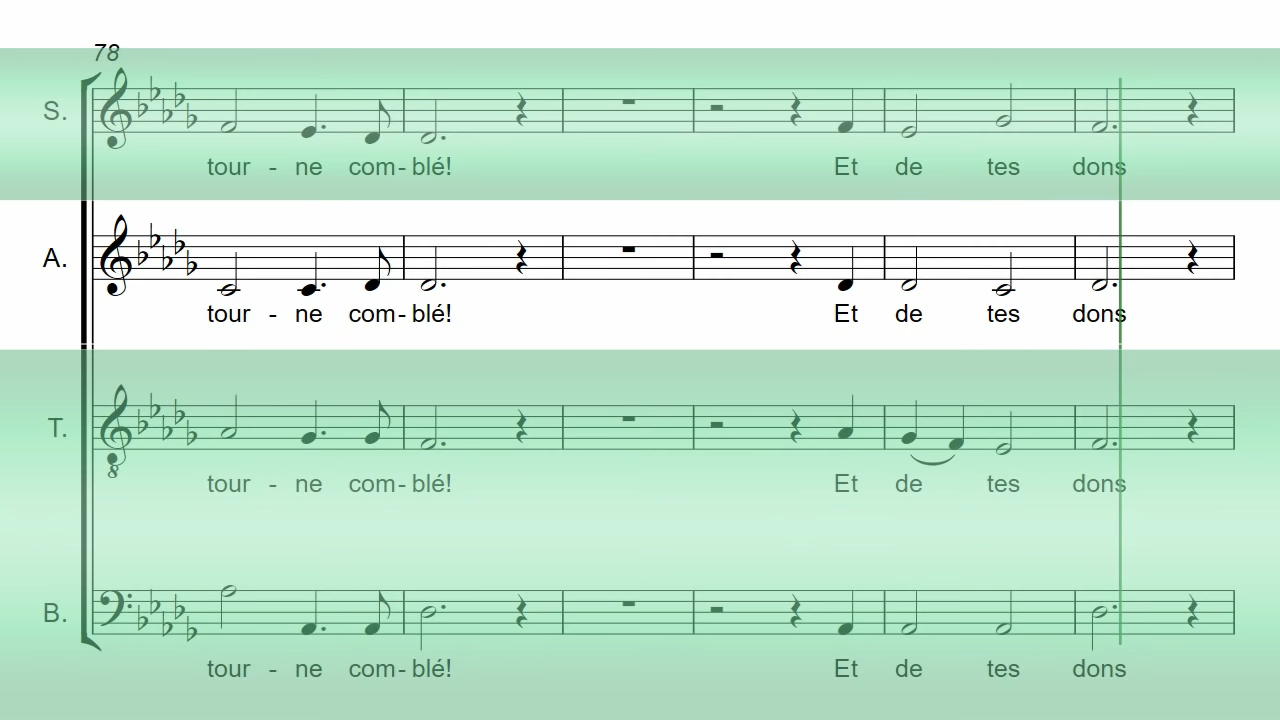 78
S.
tour - ne com- blé! Et de tes dons
A.
tour - ne com- blé! Et de tes dons
T.
8
tour - ne com- blé! Et de tes dons
B.
tour - ne com- blé! Et de tes dons